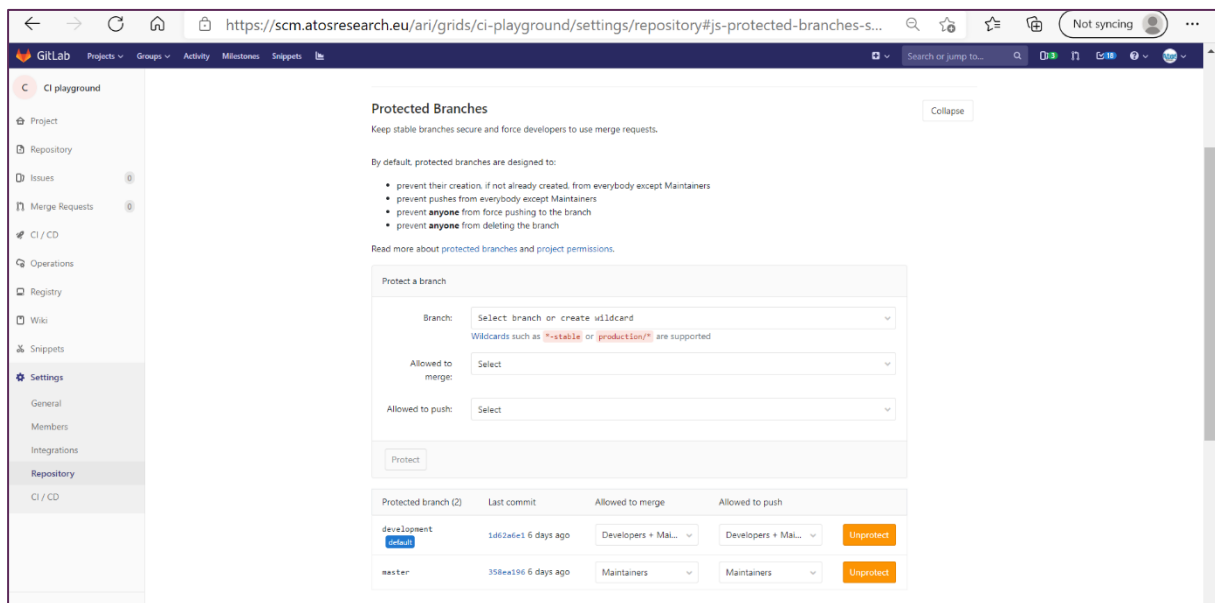 https://scm.atosresearch.eu/ari/grids/ci-playground/settings/repository#js-protected-branches-s...
Not syncing
GitLab Projects Groups Activity Milestones Snippets
Search or jump to...
3
18
C CI playground
Project
Repository
Issues 0
Merge Requests 0
CI / CD
Operations
Registry
Wiki
Snippets
Settings
General
Members
Integrations
Repository
CI / CD
Protected Branches
Collapse
Keep stable branches secure and force developers to use merge requests.
By default, protected branches are designed to:
• prevent their creation, if not already created, from everybody except Maintainers
• prevent pushes from everybody except Maintainers
• prevent anyone from force pushing to the branch
• prevent anyone from deleting the branch
Read more about protected branches and project permissions.
Protect a branch
Branch: Select branch or create wildcard
Wildcards such as *-stable or production/* are supported
Allowed to merge: Select
Allowed to push: Select
Protect
Protected branch (2) Last commit Allowed to merge Allowed to push
development
default
1d62a6e1 6 days ago Developers + Mai... Developers + Mai... Unprotect
master 358ea196 6 days ago Maintainers Maintainers Unprotect